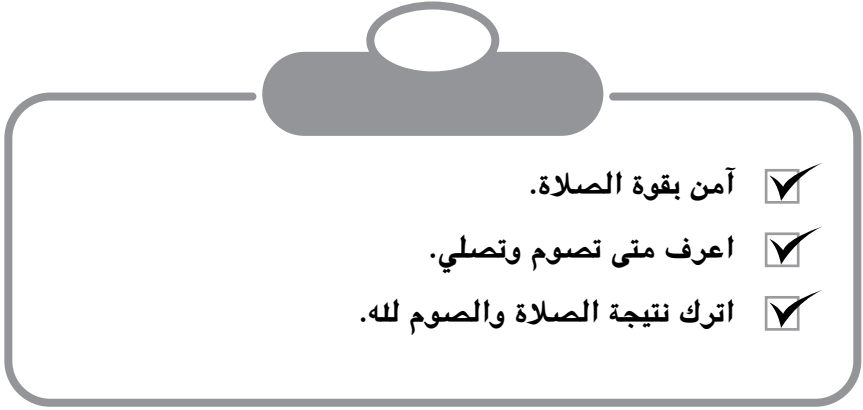 آمن بقوة الصلاة.
اعرف متى تصوم وتصلي.
اترك نتيجة الصلاة والصوم لله.